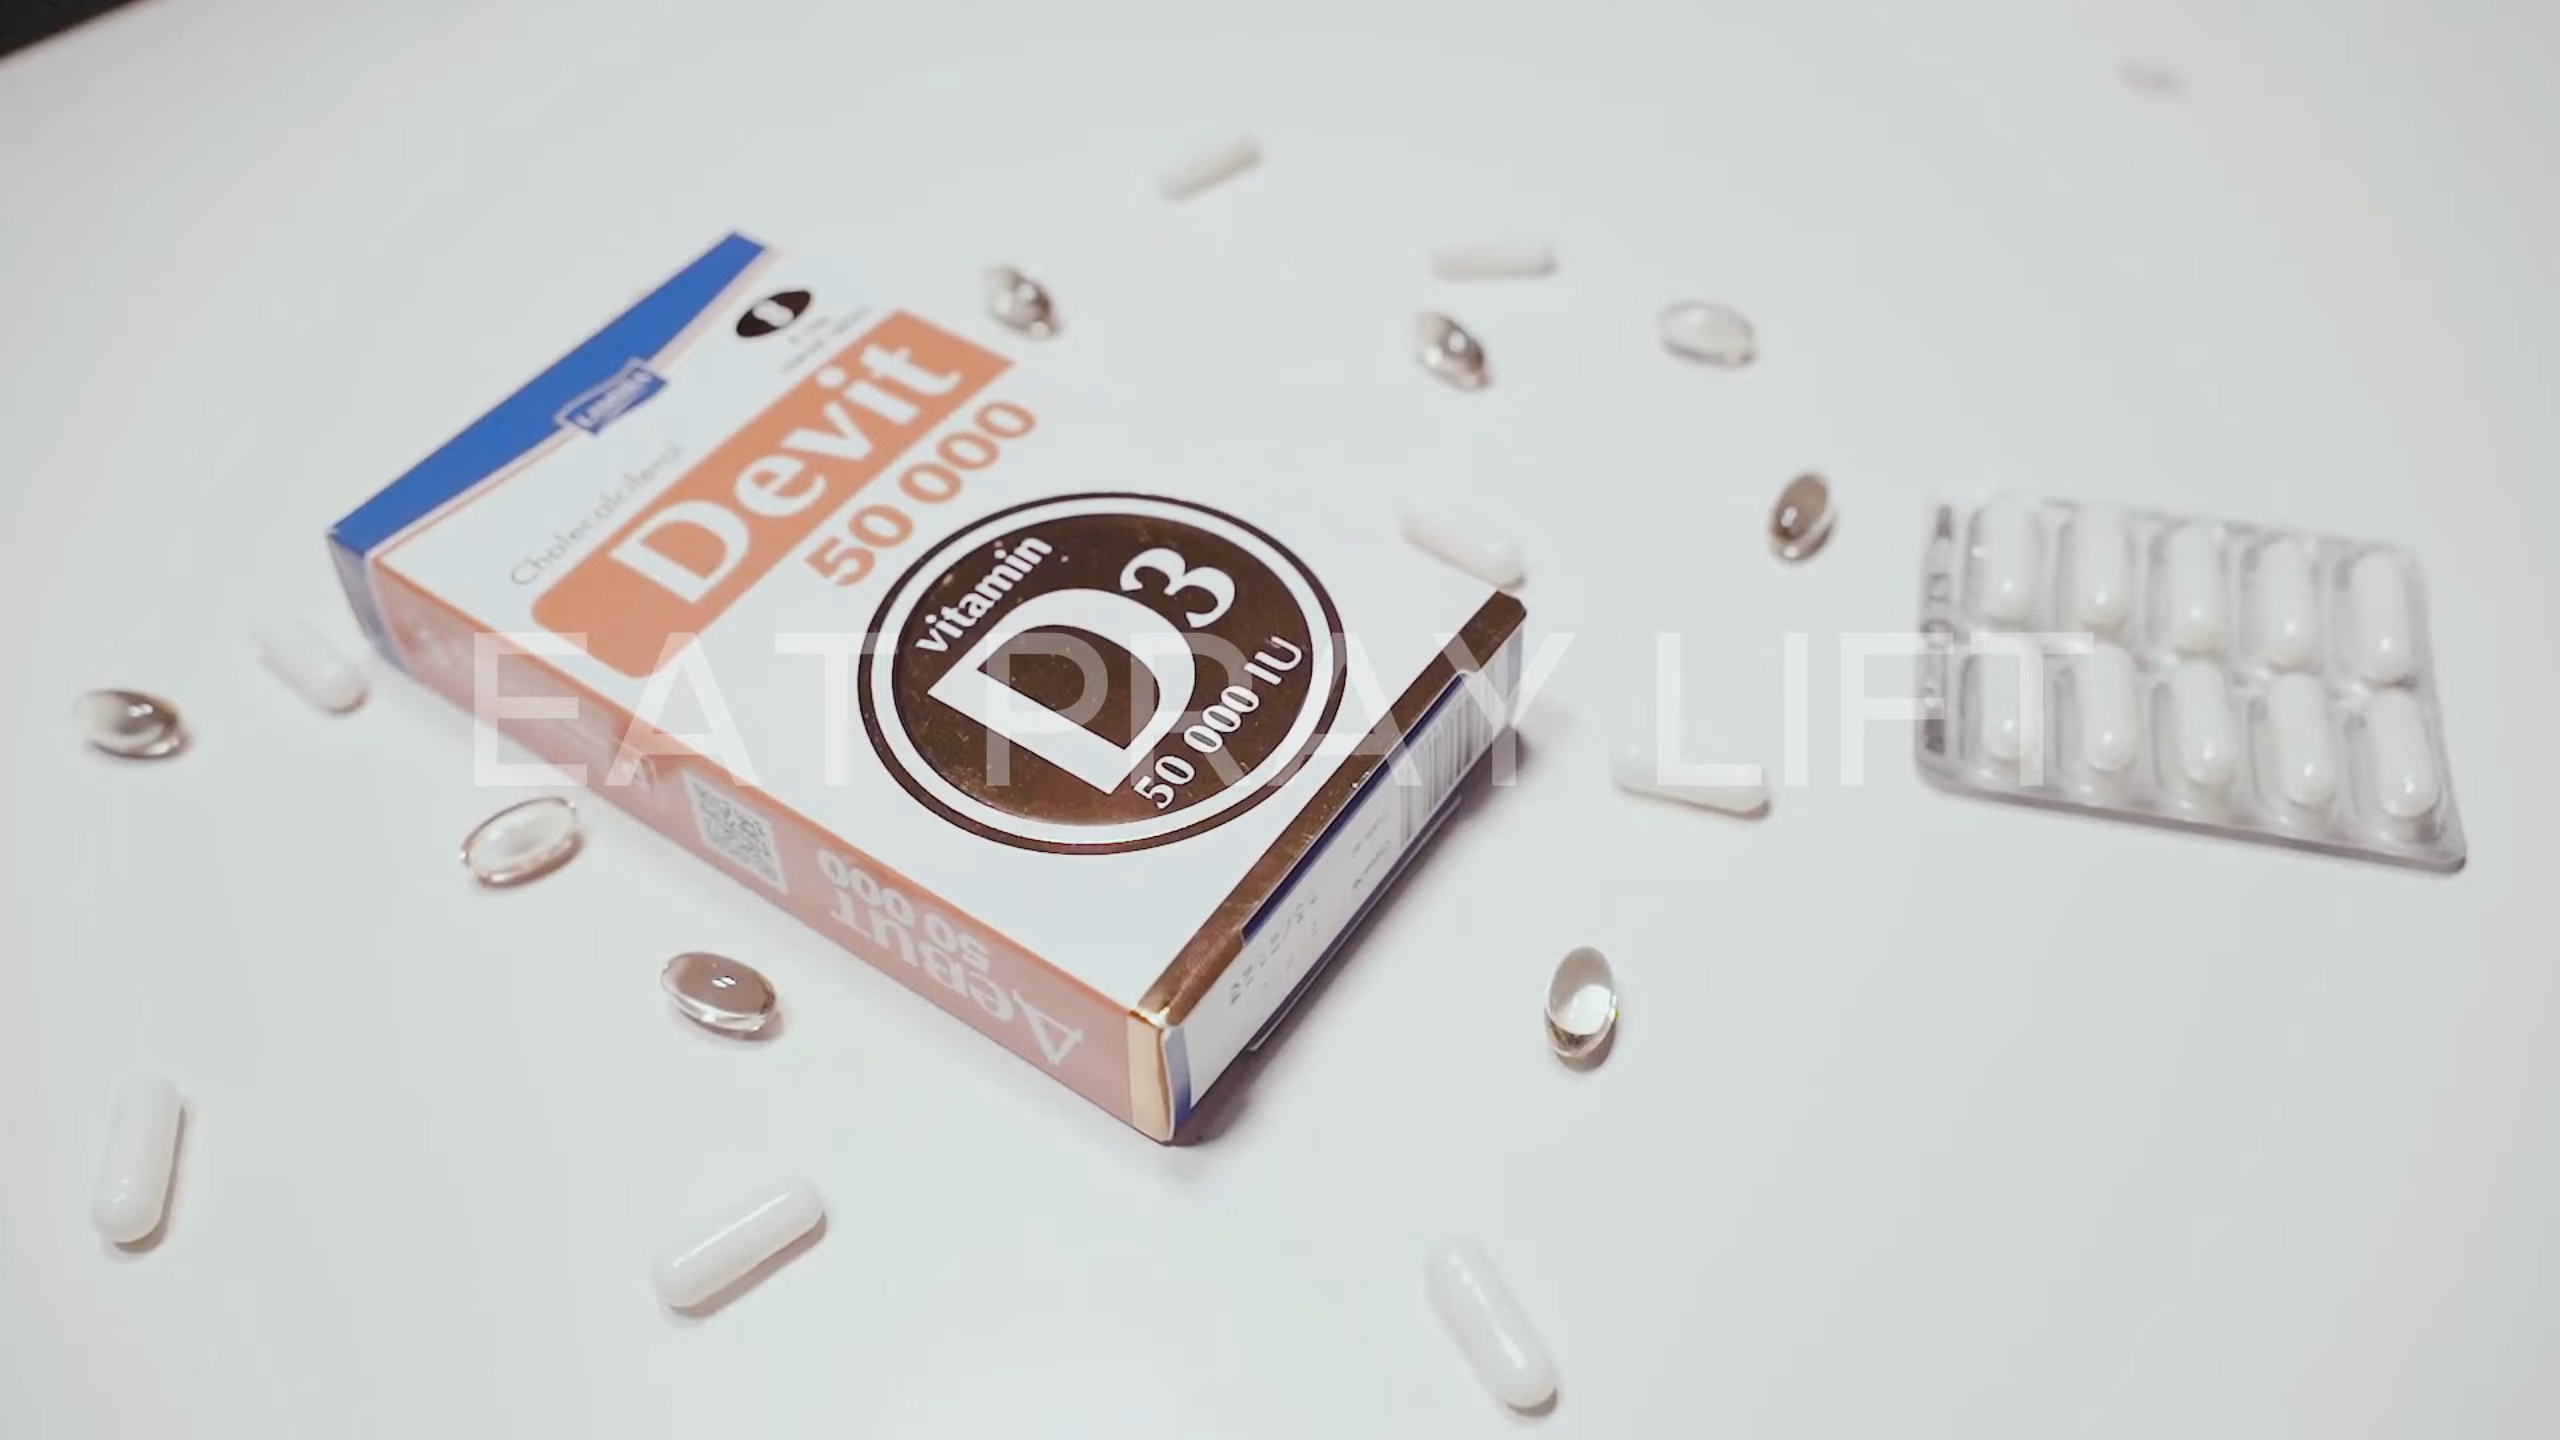 Cholecalciferol
Devit
50 000
vitamin
D3
50 000 IU
Девит
50 000
EAT PRAY LIFT